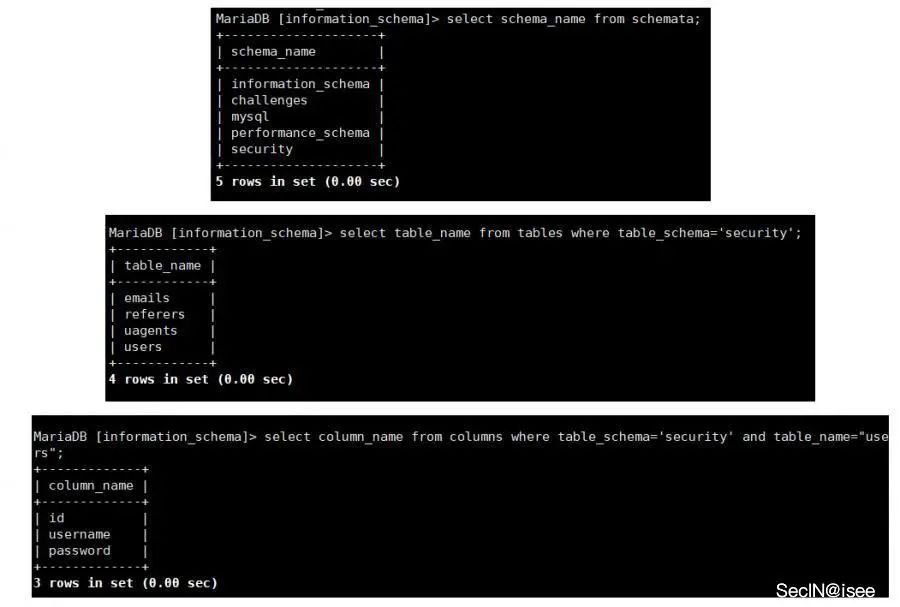 MariaDB [information_schema]> select schema_name from schemata;
+--------------------+
| schema_name        |
+--------------------+
| information_schema |
| challenges         |
| mysql              |
| performance_schema |
| security           |
+--------------------+
5 rows in set (0.00 sec)
MariaDB [information_schema]> select table_name from tables where table_schema='security';
+------------+
| table_name |
+------------+
| emails     |
| referers   |
| uagents    |
| users      |
+------------+
4 rows in set (0.00 sec)
MariaDB [information_schema]> select column_name from columns where table_schema='security' and table_name="use
rs";
+-------------+
| column_name |
+-------------+
| id          |
| username    |
| password    |
+-------------+
3 rows in set (0.00 sec)
SecIN@isee